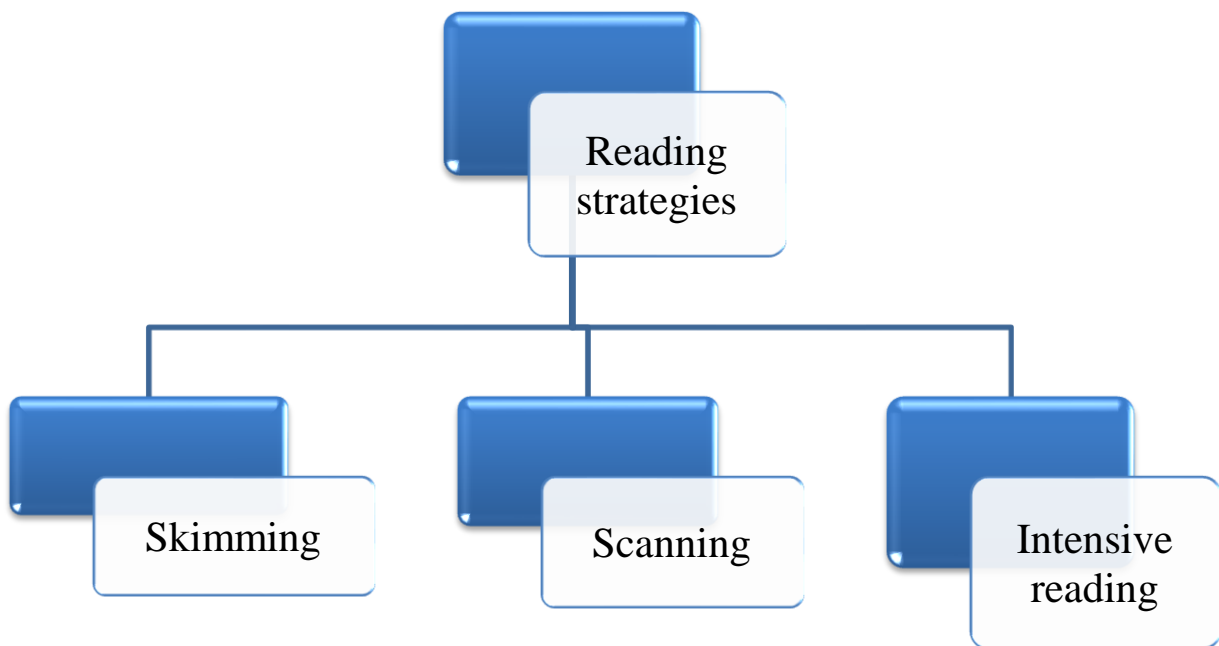 Reading
strategies
Skimming
Scanning
Intensive
reading